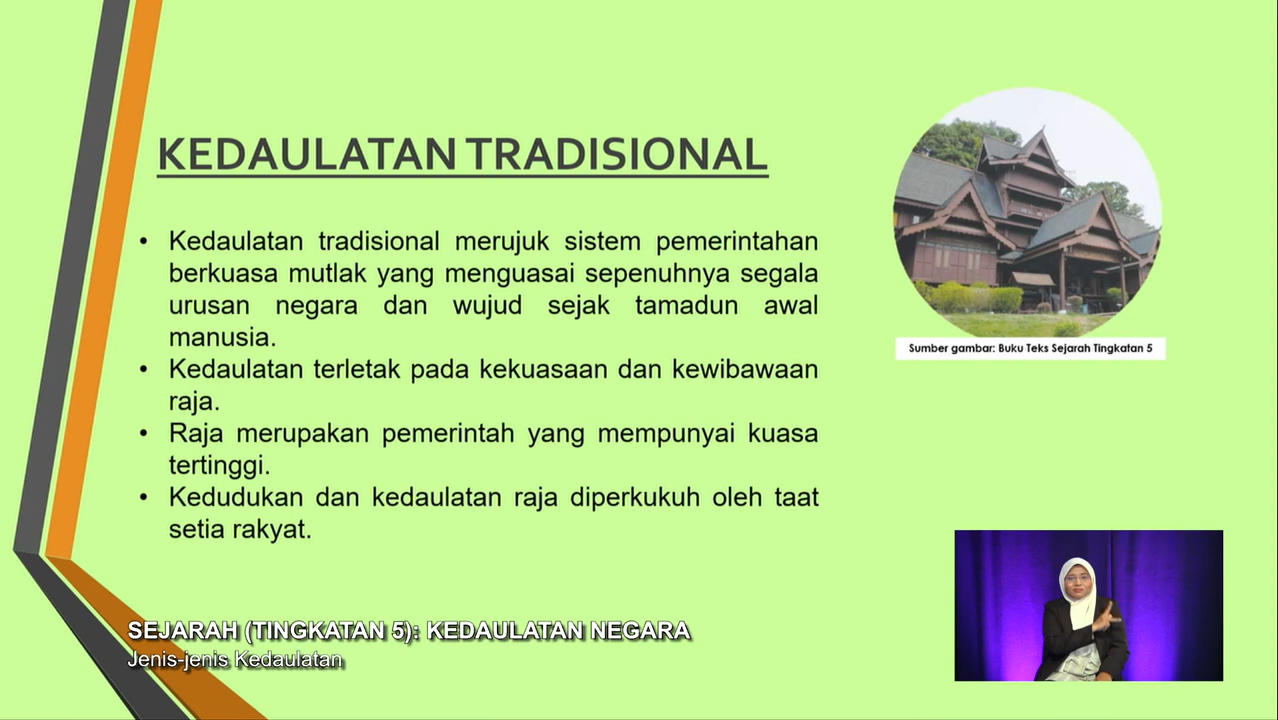 KEDAULATAN TRADISIONAL
• Kedaulatan tradisional merujuk sistem pemerintahan
berkuasa mutlak yang menguasai sepenuhnya segala
urusan negara dan wujud sejak tamadun awal
manusia.
• Kedaulatan terletak pada kekuasaan dan kewibawaan
raja.
• Raja merupakan pemerintah yang mempunyai kuasa
tertinggi.
• Kedudukan dan kedaulatan raja diperkukuh oleh taat
setia rakyat.
Sumber gambar: Buku Teks Sejarah Tingkatan 5
SEJARAH (TINGKATAN 5): KEDAULATAN NEGARA
Jenis-jenis Kedaulatan